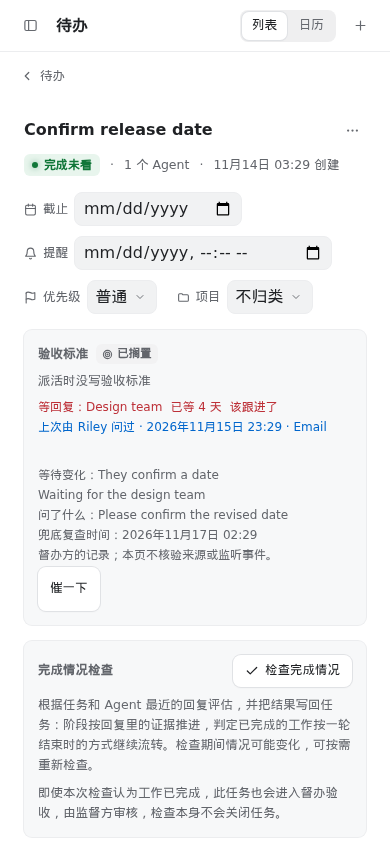 待办
列表
日历
待办
Confirm release date
完成未看 · 1 个 Agent · 11月14日 03:29 创建
截止 mm/dd/yyyy
提醒 mm/dd/yyyy, --:-- --
优先级 普通 项目 不归类
验收标准 已搁置
派活时没写验收标准
等回复：Design team 已等 4 天 该跟进了
上次由 Riley 问过 · 2026年11月15日 23:29 · Email
等待变化：They confirm a date
Waiting for the design team
问了什么：Please confirm the revised date
兜底复查时间：2026年11月17日 02:29
督办方的记录；本页不核验来源或监听事件。
催一下
完成情况检查 检查完成情况
根据任务和 Agent 最近的回复评估，并把结果写回任
务：阶段按回复里的证据推进，判定已完成的工作按一轮
结束时的方式继续流转。检查期间情况可能变化，可按需
重新检查。
即使本次检查认为工作已完成，此任务也会进入督办验
收，由监督方审核，检查本身不会关闭任务。